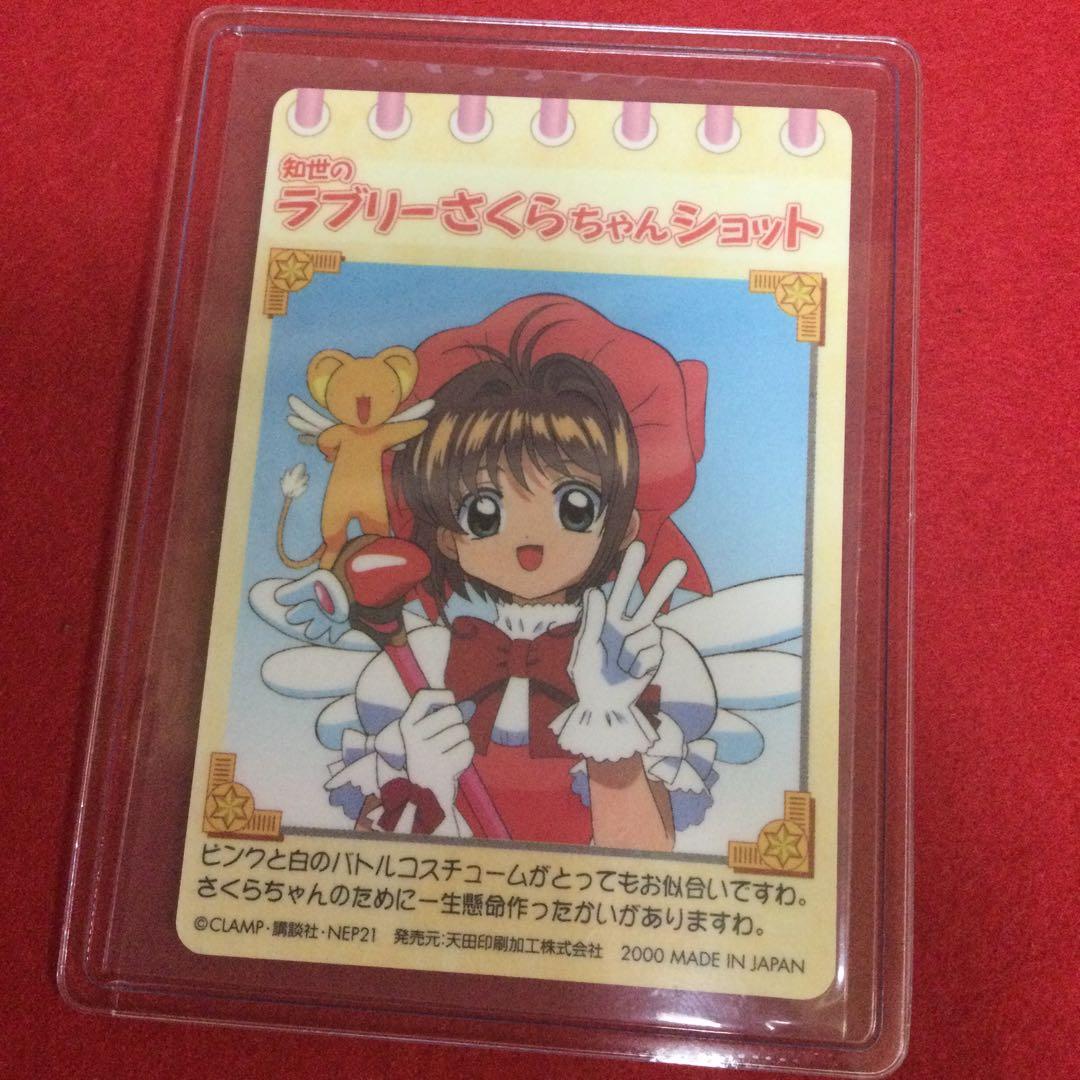 知世の
ラブリーさくらちゃんショット
ピンクと白のバトルコスチュームがとってもお似合いですわ。
さくらちゃんのために一生懸命作ったかいがありますわ。
©CLAMP・講談社・NEP21 発売元:天田印刷加工株式会社 2000 MADE IN JAPAN